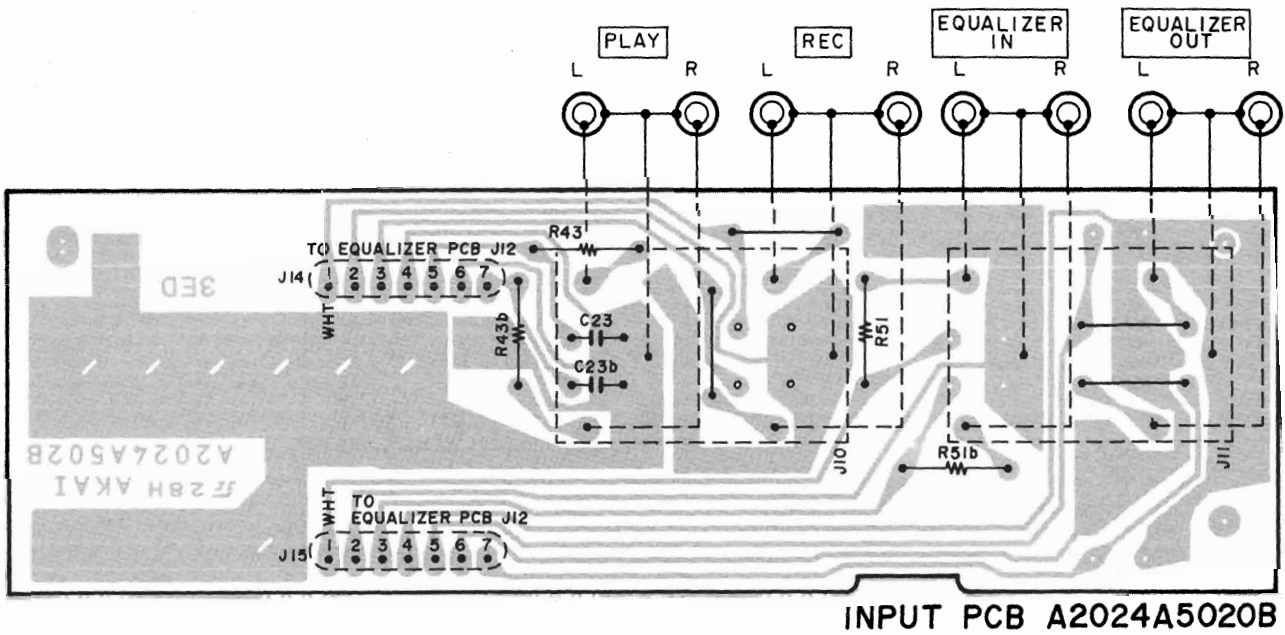 PLAY
REC
EQUALIZER
IN
EQUALIZER
OUT
L R L R L R L R
R43
TO EQUALIZER PCB J12
J14 1 2 3 4 5 6 7
WHT
3ED
R43b
C23
C23b
R51
A2024A502B
28H AKAI
J10
R51b
J11
WHT
TO
EQUALIZER PCB J12
J15 1 2 3 4 5 6 7
INPUT PCB A2024A5020B